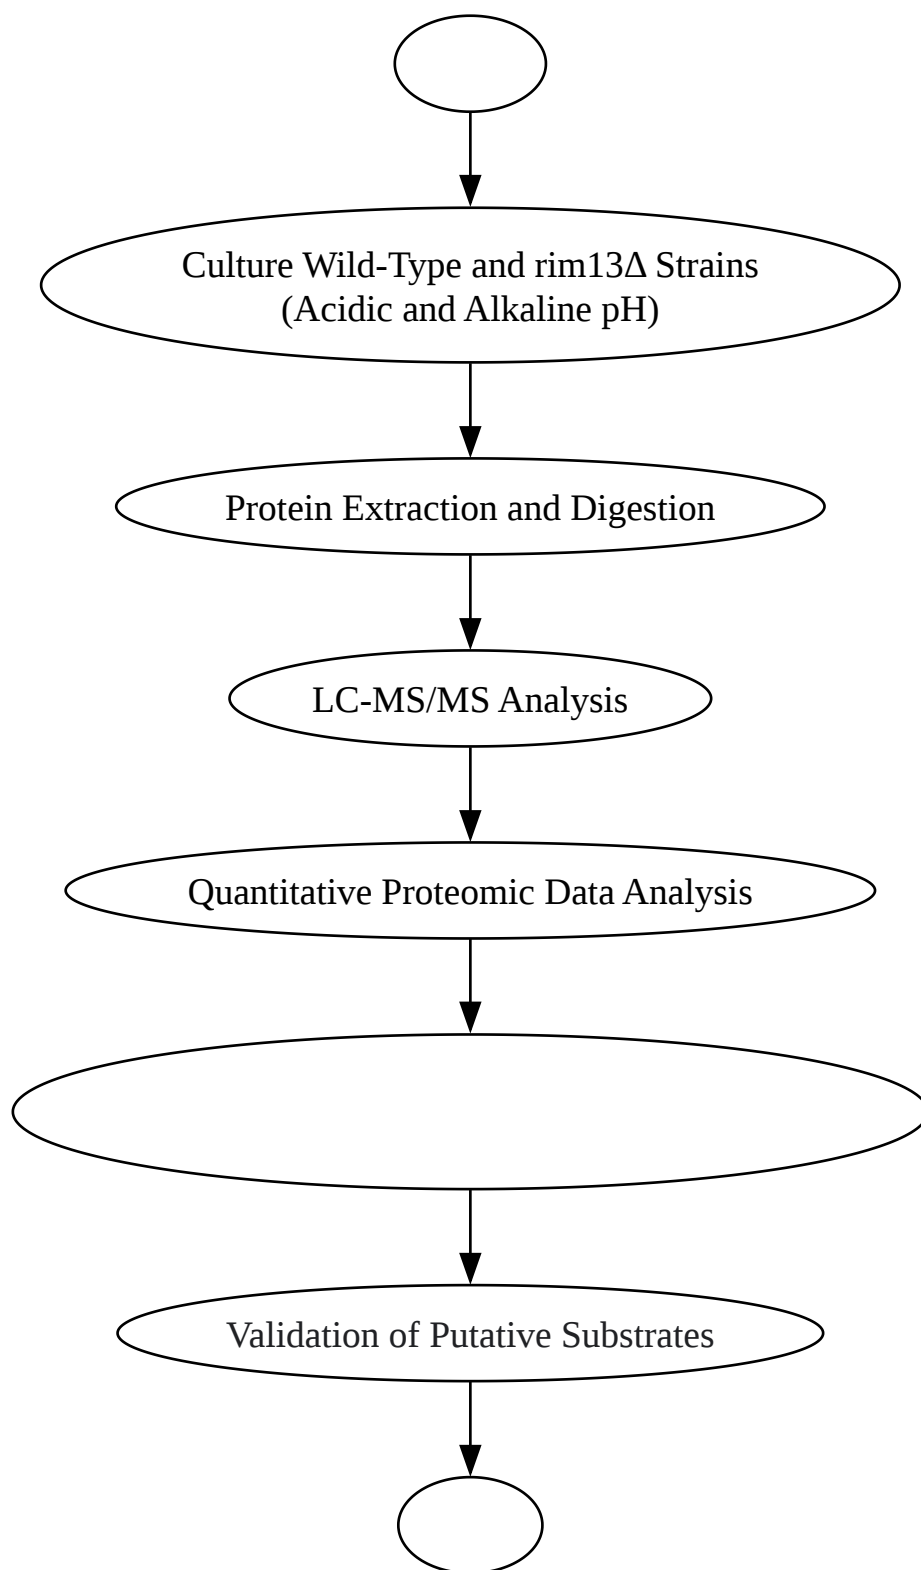 Culture Wild-Type and rim13Δ Strains
(Acidic and Alkaline pH)
Protein Extraction and Digestion
LC-MS/MS Analysis
Quantitative Proteomic Data Analysis
Validation of Putative Substrates